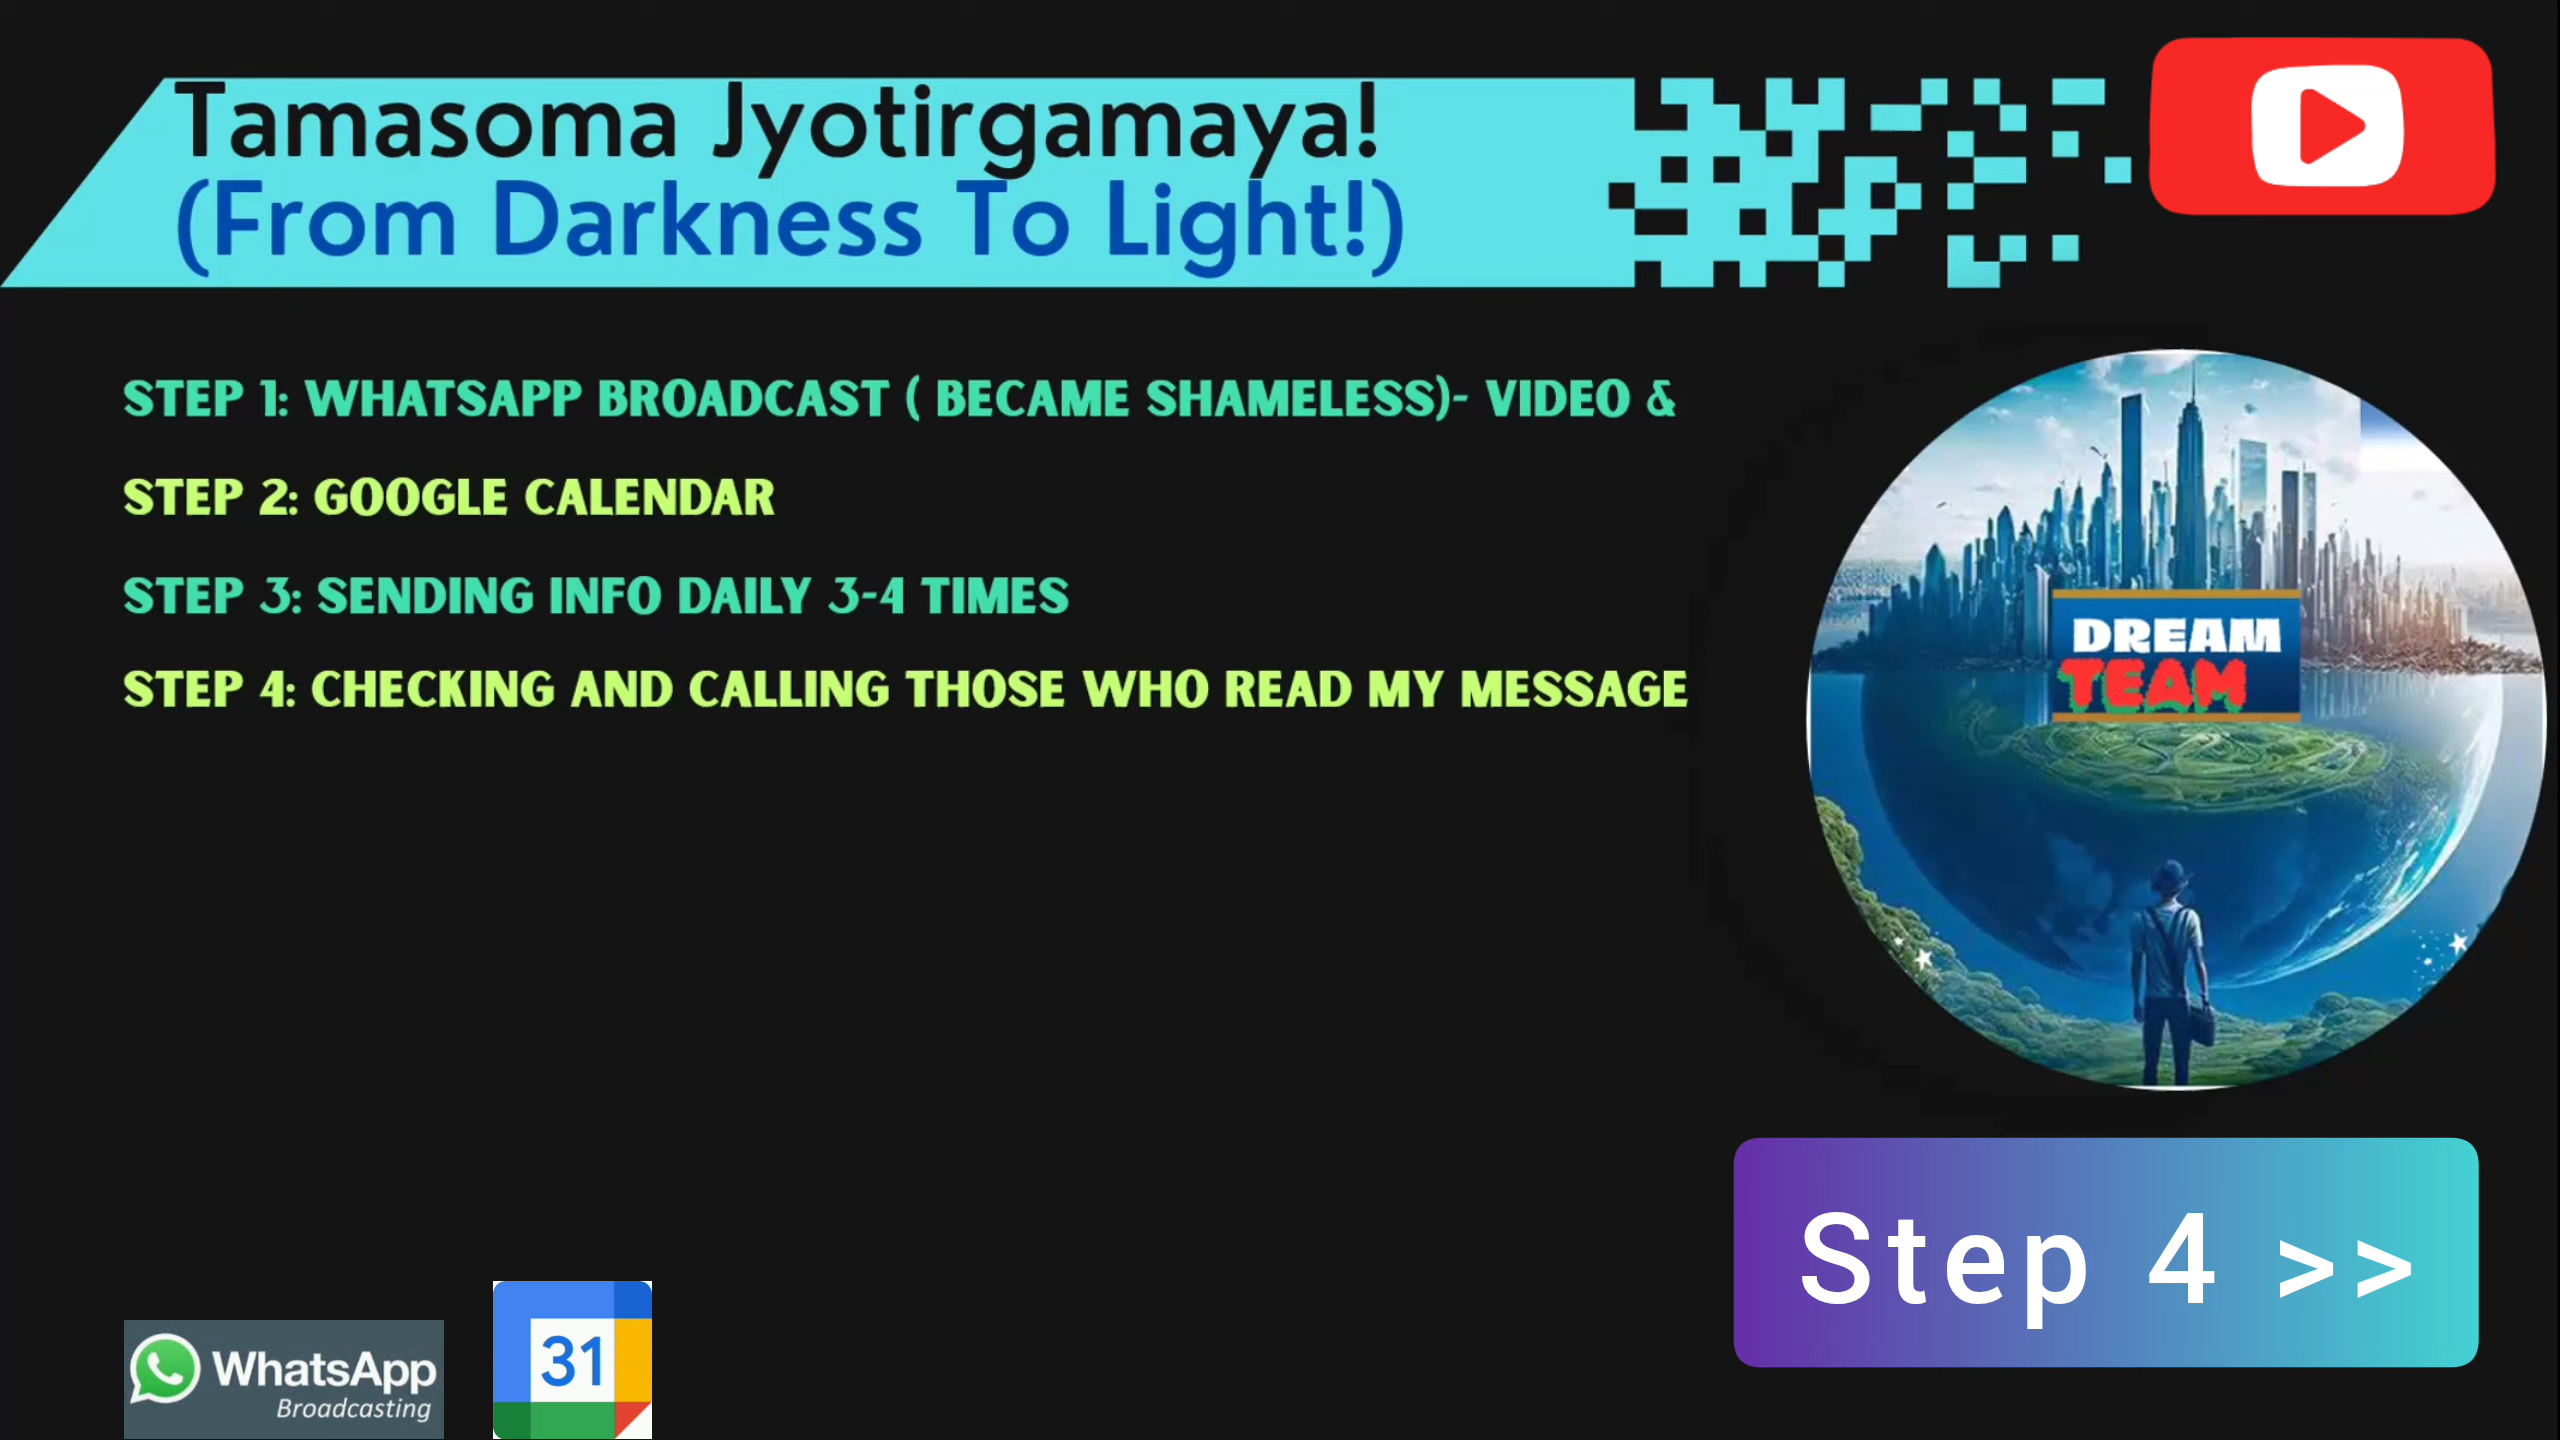 Tamasoma Jyotirgamaya!
(From Darkness To Light!)
STEP 1: WHATSAPP BROADCAST ( BECAME SHAMELESS)- VIDEO &
STEP 2: GOOGLE CALENDAR
STEP 3: SENDING INFO DAILY 3-4 TIMES
STEP 4: CHECKING AND CALLING THOSE WHO READ MY MESSAGE
DREAM
TEAM
Step 4 >>
WhatsApp
Broadcasting
31